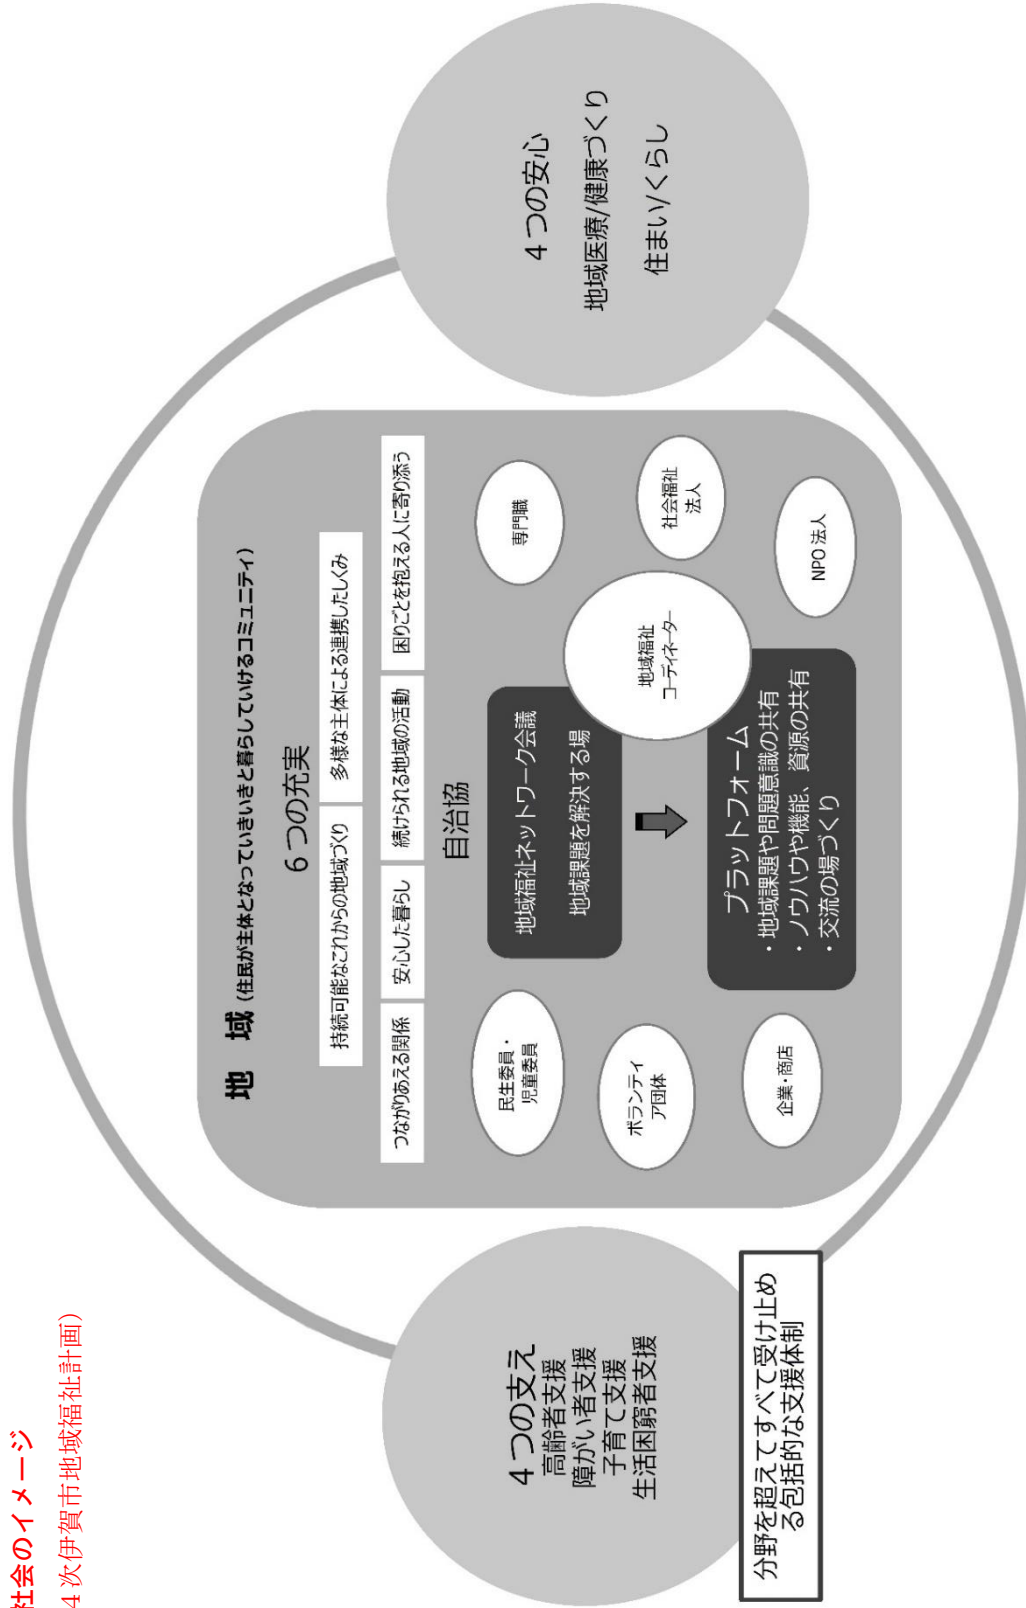 社会のイメージ
４次伊賀市地域福祉計画）
地　域（住民が主体となっていきいきと暮らしていけるコミュニティ）
６つの充実
持続可能なこれからの地域づくり
多様な主体による連携したしくみ
つながりあえる関係
安心した暮らし
続けられる地域の活動
困りごとを抱える人に寄り添う
自治協
民生委員・
児童委員
ボランティ
ア団体
企業・商店
地域福祉ネットワーク会議
地域課題を解決する場
地域福祉
コーディネーター
プラットフォーム
・地域課題や問題意識の共有
・ノウハウや機能、資源の共有
・交流の場づくり
専門職
社会福祉
法人
NPO 法人
４つの支え
高齢者支援
障がい者支援
子育て支援
生活困窮者支援
分野を超えてすべて受け止め
る包括的な支援体制
４つの安心
地域医療/健康づくり
住まい/くらし